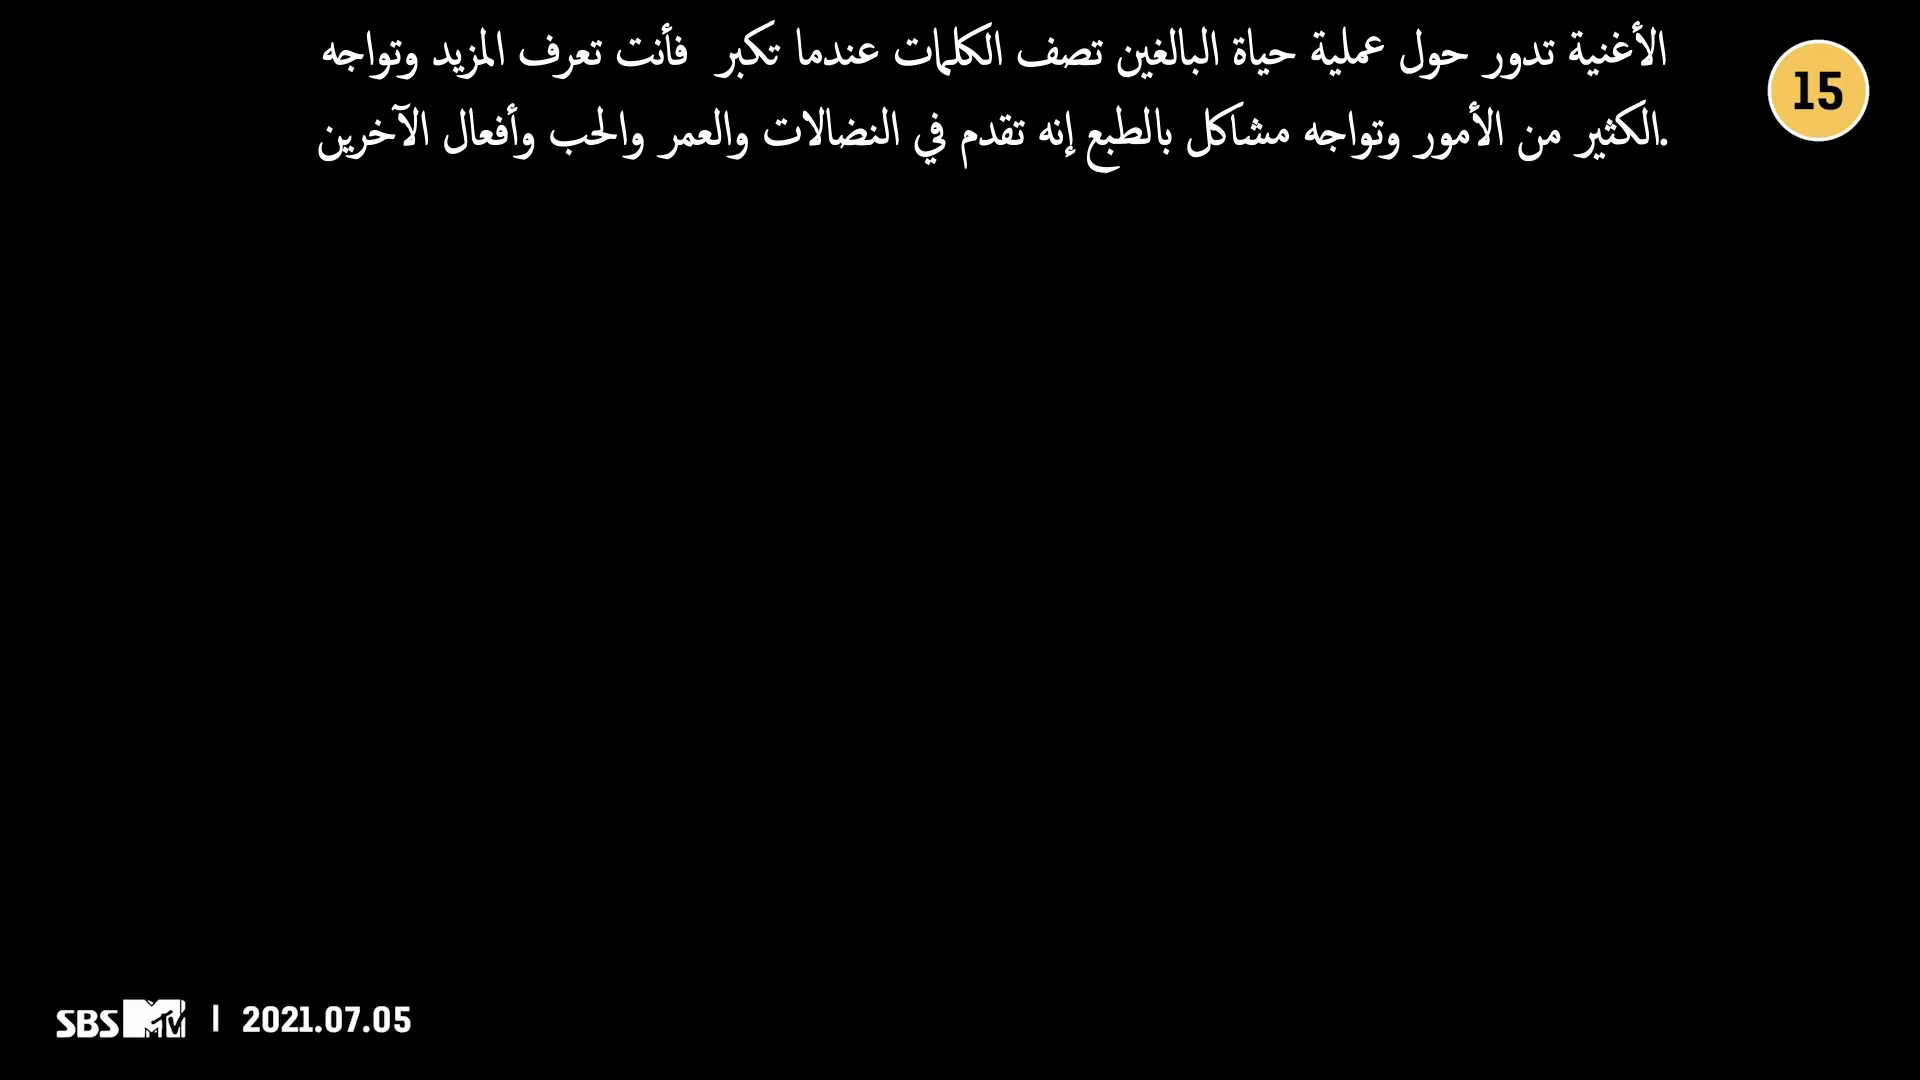 الأغنية تدور حول عملية حياة البالغين تصف الكلمات عندما تكبر فأنت تعرف المزيد وتواجه
.الكثير من الأمور وتواجه مشاكل بالطبع إنه تقدم في النضالات والعمر والحب وأفعال الآخرين
15
SBS MTV | 2021.07.05